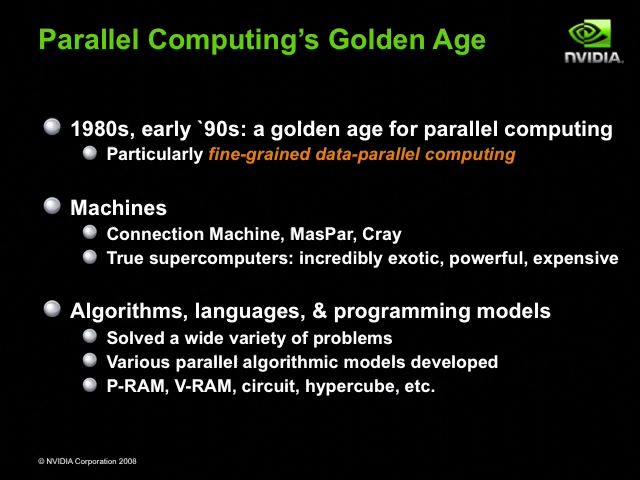 Parallel Computing's Golden Age
NVIDIA.
1980s, early `90s: a golden age for parallel computing
Particularly fine-grained data-parallel computing
Machines
Connection Machine, MasPar, Cray
True supercomputers: incredibly exotic, powerful, expensive
Algorithms, languages, & programming models
Solved a wide variety of problems
Various parallel algorithmic models developed
P-RAM, V-RAM, circuit, hypercube, etc.
© NVIDIA Corporation 2008